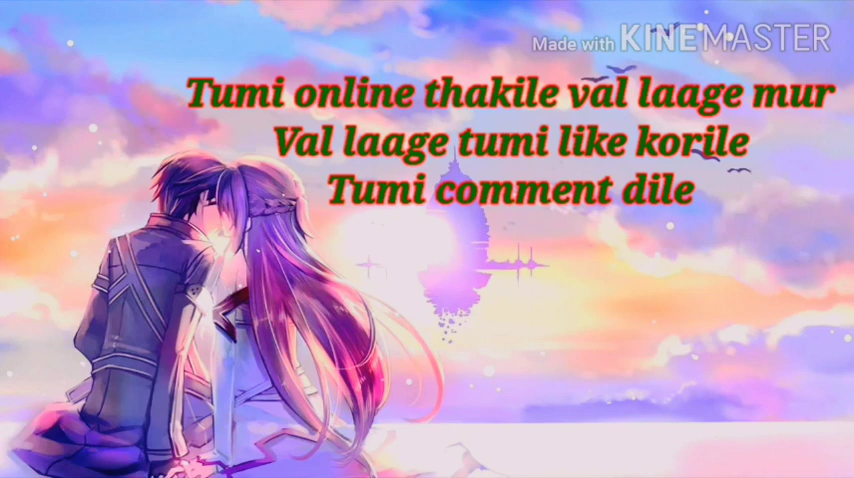 Made with KINEMASTER
Tumi online thakile val laage mur
Val laage tumi like korile
Tumi comment dile